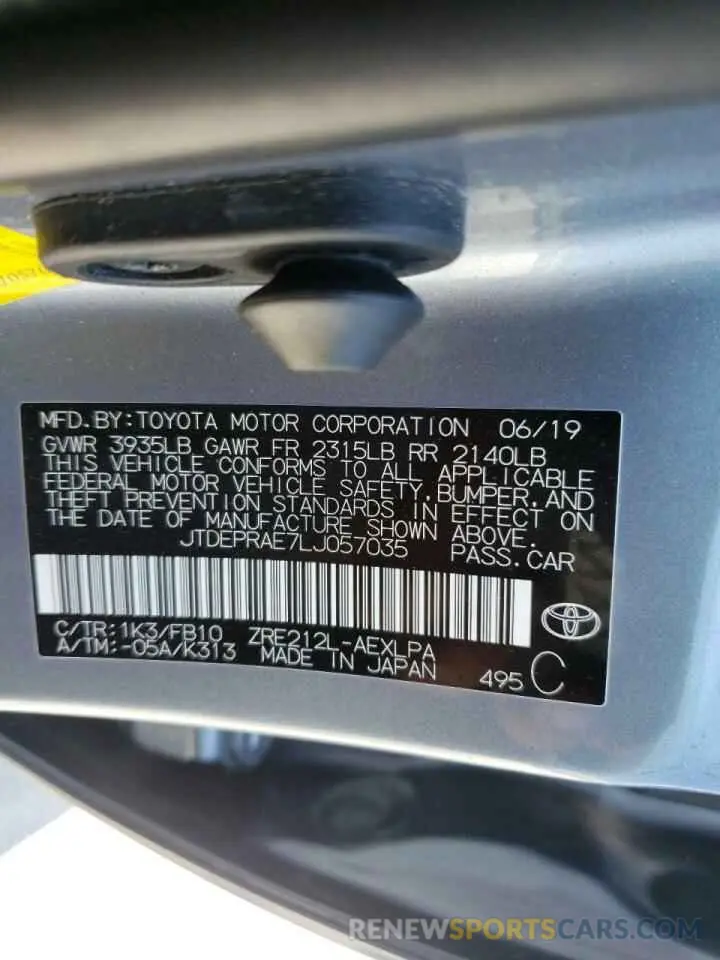 MFD.BY:TOYOTA MOTOR CORPORATION 06/19
GVWR 3935LB GAWR FR 2315LB RR 2140LB
THIS VEHICLE CONFORMS TO ALL APPLICABLE
FEDERAL MOTOR VEHICLE SAFETY,BUMPER,AND
THEFT PREVENTION STANDARDS IN EFFECT ON
THE DATE OF MANUFACTURE SHOWN ABOVE.
JTDEPRAE7LJ057035 PASS.CAR
C/TR:1K3/FB10 ZRE212L-AEXLPA
A/TM:-05A/K313 MADE IN JAPAN
495 C
RENEWSPORTSCARS.COM